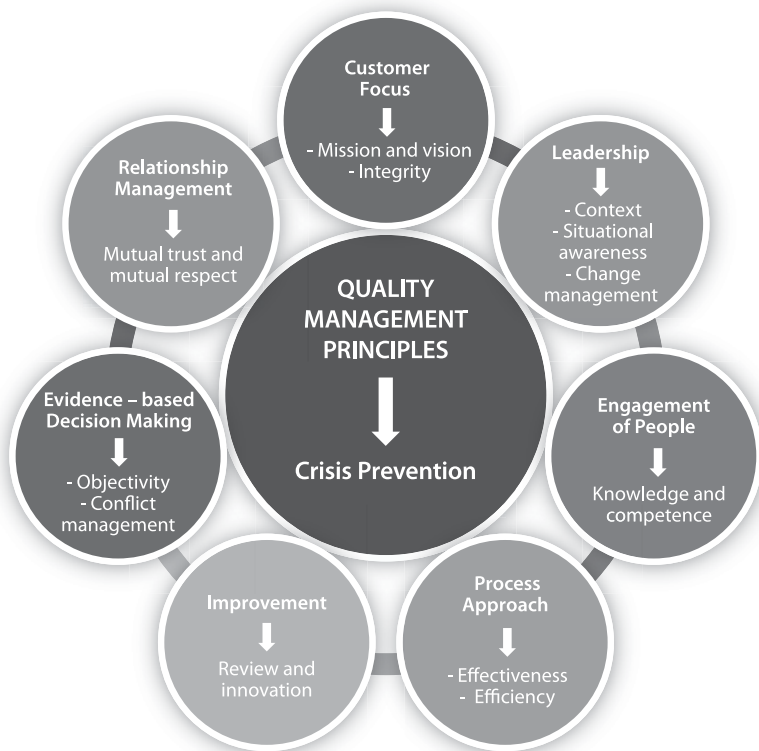 Customer
Focus
- Mission and vision
- Integrity
Leadership
- Context
- Situational
awareness
- Change
management
Engagement
of People
Knowledge and
competence
Process
Approach
- Effectiveness
- Efficiency
Improvement
Review and
innovation
Evidence – based
Decision Making
- Objectivity
- Conflict
management
Relationship
Management
Mutual trust and
mutual respect
QUALITY
MANAGEMENT
PRINCIPLES
Crisis Prevention